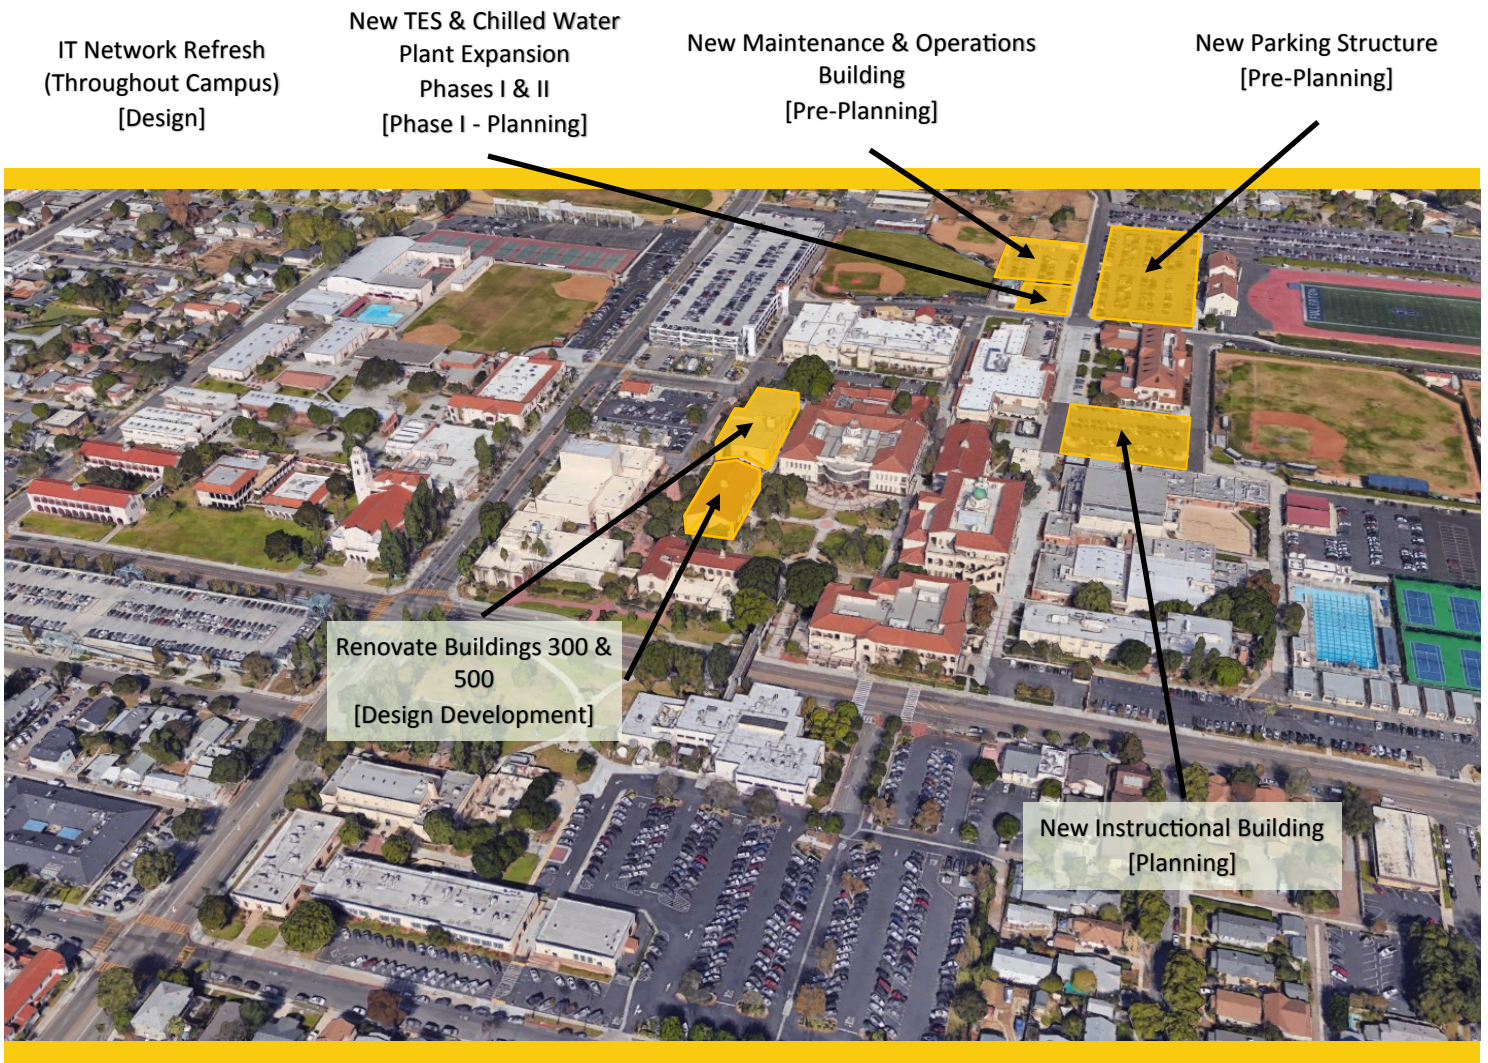 IT Network Refresh
(Throughout Campus)
[Design]
New TES & Chilled Water
Plant Expansion
Phases I & II
[Phase I - Planning]
New Maintenance & Operations
Building
[Pre-Planning]
New Parking Structure
[Pre-Planning]
FULLERTON
Renovate Buildings 300 &
500
[Design Development]
New Instructional Building
[Planning]